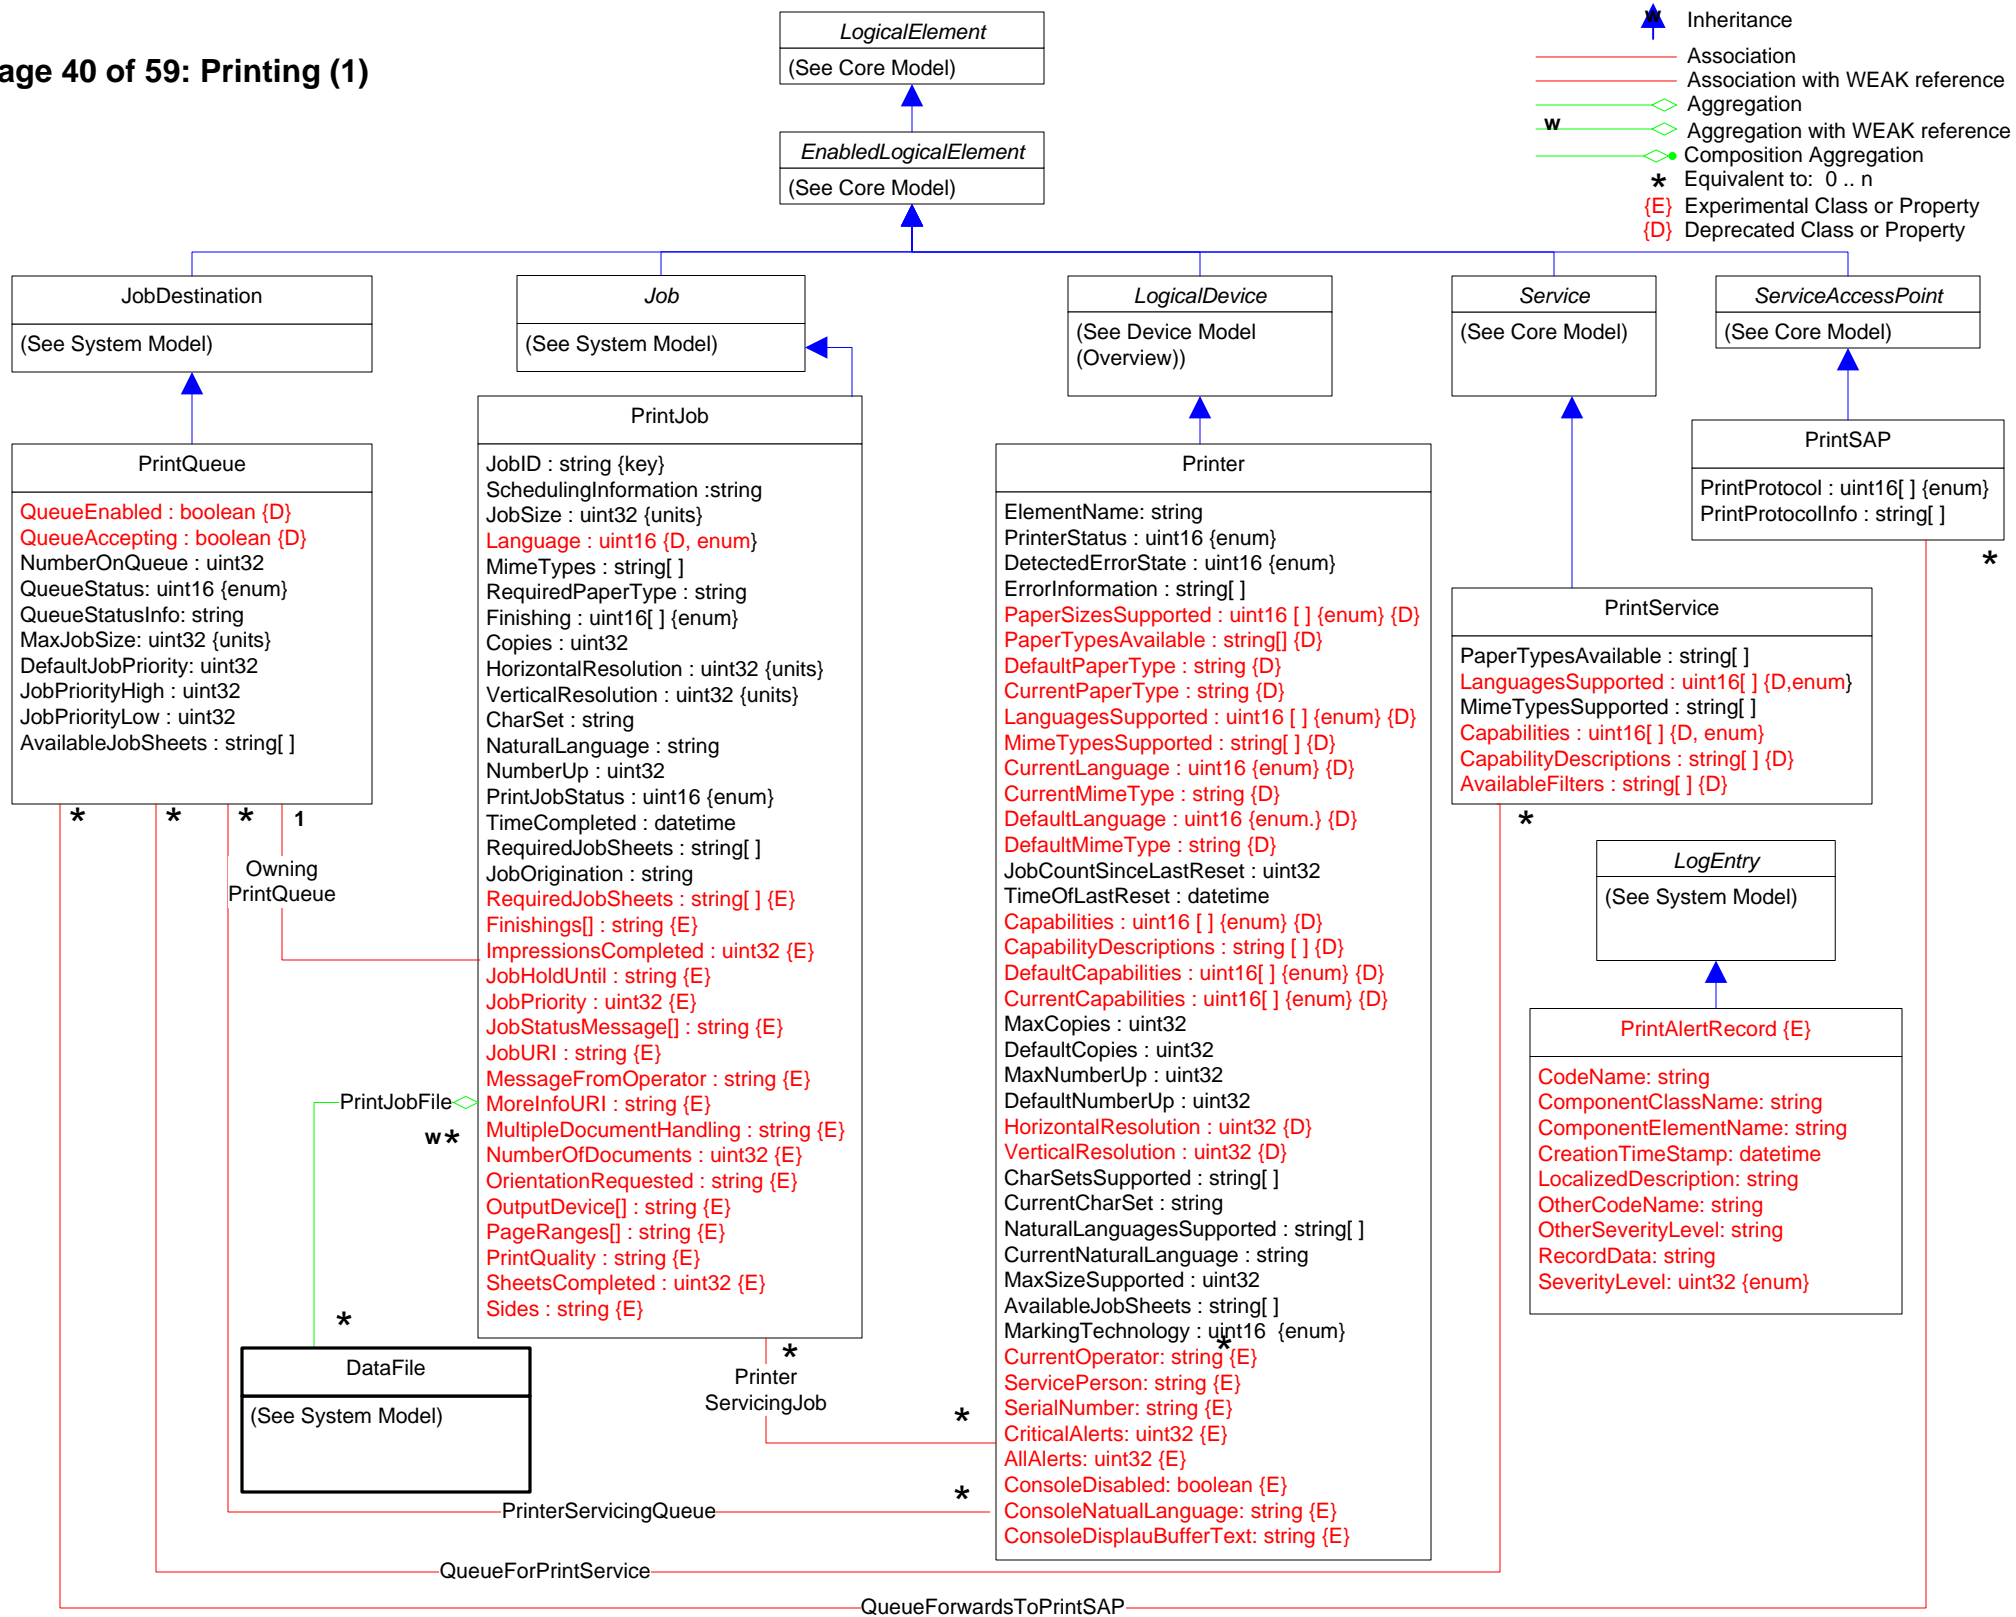 age 40 of 59: Printing (1)
LogicalElement
(See Core Model)
EnabledLogicalElement
(See Core Model)
w
Inheritance
Association
Association with WEAK reference
Aggregation
w
Aggregation with WEAK reference
Composition Aggregation
* Equivalent to: 0 .. n
{E} Experimental Class or Property
{D} Deprecated Class or Property
JobDestination
(See System Model)
Job
(See System Model)
LogicalDevice
(See Device Model
(Overview))
Service
(See Core Model)
ServiceAccessPoint
(See Core Model)
PrintQueue
QueueEnabled : boolean {D}
QueueAccepting : boolean {D}
NumberOnQueue : uint32
QueueStatus: uint16 {enum}
QueueStatusInfo: string
MaxJobSize: uint32 {units}
DefaultJobPriority: uint32
JobPriorityHigh : uint32
JobPriorityLow : uint32
AvailableJobSheets : string[ ]
* * * 1
Owning
PrintQueue
PrintJob
JobID : string {key}
SchedulingInformation :string
JobSize : uint32 {units}
Language : uint16 {D, enum}
MimeTypes : string[ ]
RequiredPaperType : string
Finishing : uint16[ ] {enum}
Copies : uint32
HorizontalResolution : uint32 {units}
VerticalResolution : uint32 {units}
CharSet : string
NaturalLanguage : string
NumberUp : uint32
PrintJobStatus : uint16 {enum}
TimeCompleted : datetime
RequiredJobSheets : string[ ]
JobOrigination : string
RequiredJobSheets : string[ ] {E}
Finishings[] : string {E}
ImpressionsCompleted : uint32 {E}
JobHoldUntil : string {E}
JobPriority : uint32 {E}
JobStatusMessage[] : string {E}
JobURI : string {E}
MessageFromOperator : string {E}
MoreInfoURI : string {E}
MultipleDocumentHandling : string {E}
NumberOfDocuments : uint32 {E}
OrientationRequested : string {E}
OutputDevice[] : string {E}
PageRanges[] : string {E}
PrintQuality : string {E}
SheetsCompleted : uint32 {E}
Sides : string {E}
PrintJobFile
w*
*
DataFile
(See System Model)
*
Printer
ServicingJob
*
Printer
ElementName: string
PrinterStatus : uint16 {enum}
DetectedErrorState : uint16 {enum}
ErrorInformation : string[ ]
PaperSizesSupported : uint16 [ ] {enum} {D}
PaperTypesAvailable : string[] {D}
DefaultPaperType : string {D}
CurrentPaperType : string {D}
LanguagesSupported : uint16 [ ] {enum} {D}
MimeTypesSupported : string[ ] {D}
CurrentLanguage : uint16 {enum} {D}
CurrentMimeType : string {D}
DefaultLanguage : uint16 {enum.} {D}
DefaultMimeType : string {D}
JobCountSinceLastReset : uint32
TimeOfLastReset : datetime
Capabilities : uint16 [ ] {enum} {D}
CapabilityDescriptions : string [ ] {D}
DefaultCapabilities : uint16[ ] {enum} {D}
CurrentCapabilities : uint16[ ] {enum} {D}
MaxCopies : uint32
DefaultCopies : uint32
MaxNumberUp : uint32
DefaultNumberUp : uint32
HorizontalResolution : uint32 {D}
VerticalResolution : uint32 {D}
CharSetsSupported : string[ ]
CurrentCharSet : string
NaturalLanguagesSupported : string[ ]
CurrentNaturalLanguage : string
MaxSizeSupported : uint32
AvailableJobSheets : string[ ]
MarkingTechnology : uint16 {enum}
*
CurrentOperator: string {E}
ServicePerson: string {E}
SerialNumber: string {E}
CriticalAlerts: uint32 {E}
AllAlerts: uint32 {E}
ConsoleDisabled: boolean {E}
ConsoleNatualLanguage: string {E}
ConsoleDisplauBufferText: string {E}
PrintSAP
PrintProtocol : uint16[ ] {enum}
PrintProtocolInfo : string[ ]
*
PrintService
PaperTypesAvailable : string[ ]
LanguagesSupported : uint16[ ] {D,enum}
MimeTypesSupported : string[ ]
Capabilities : uint16[ ] {D, enum}
CapabilityDescriptions : string[ ] {D}
AvailableFilters : string[ ] {D}
*
LogEntry
(See System Model)
PrintAlertRecord {E}
CodeName: string
ComponentClassName: string
ComponentElementName: string
CreationTimeStamp: datetime
LocalizedDescription: string
OtherCodeName: string
OtherSeverityLevel: string
RecordData: string
SeverityLevel: uint32 {enum}
*
PrinterServicingQueue
QueueForPrintService
QueueForwardsToPrintSAP